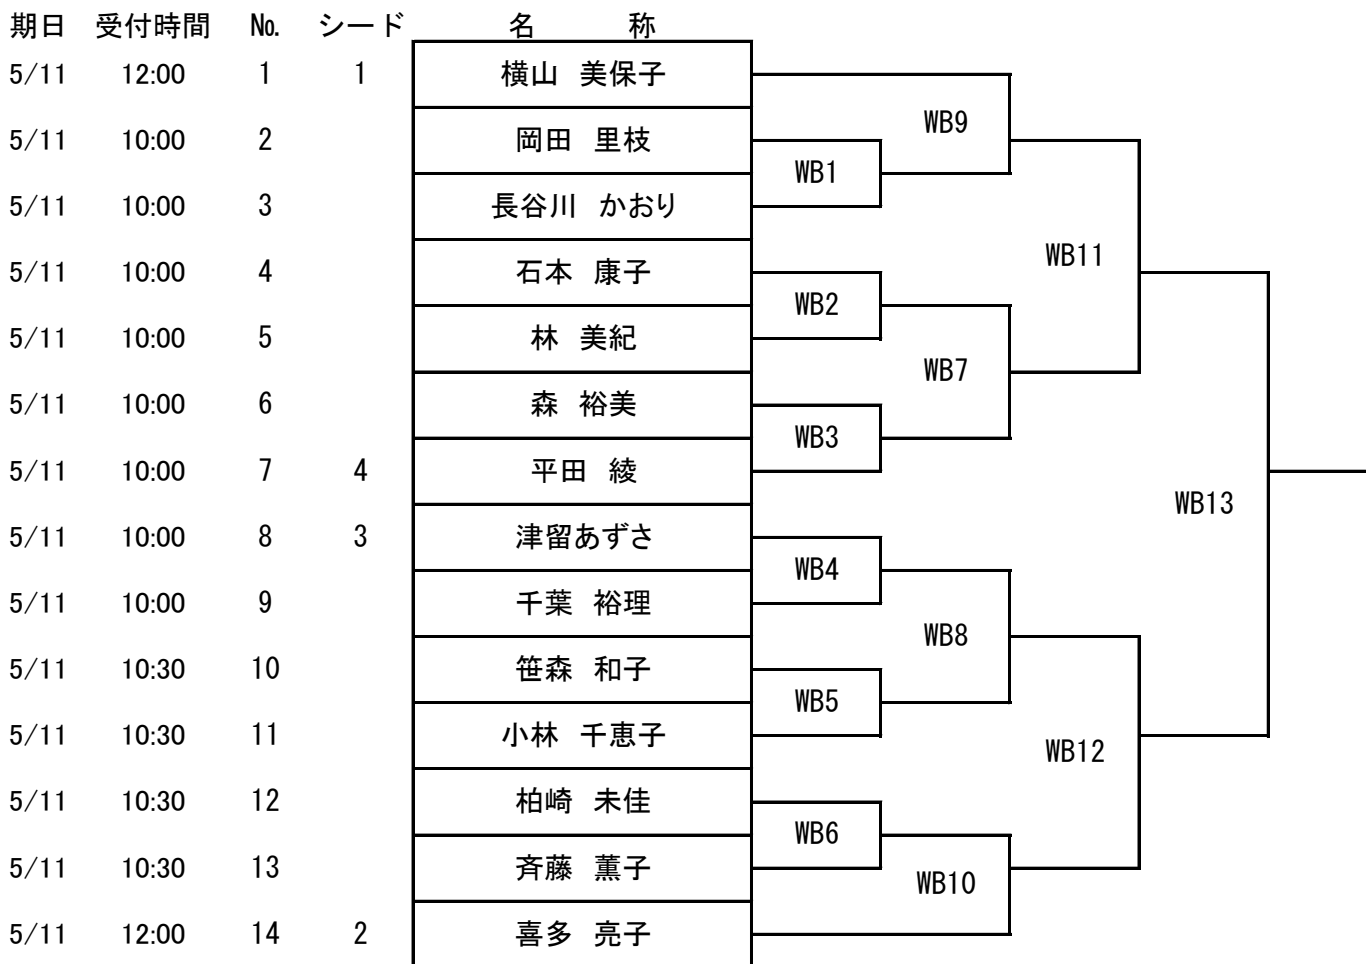 期日 受付時間 № シード 名 称
5/11 12:00 1 1 横山 美保子
WB9
5/11 10:00 2 岡田 里枝
WB1
5/11 10:00 3 長谷川 かおり
WB11
5/11 10:00 4 石本 康子
WB2
5/11 10:00 5 林 美紀
WB7
5/11 10:00 6 森 裕美
WB3
5/11 10:00 7 4 平田 綾
WB13
5/11 10:00 8 3 津留あずさ
WB4
5/11 10:00 9 千葉 裕理
WB8
5/11 10:30 10 笹森 和子
WB5
5/11 10:30 11 小林 千恵子
WB12
5/11 10:30 12 柏崎 未佳
WB6
5/11 10:30 13 斉藤 薫子
WB10
5/11 12:00 14 2 喜多 亮子